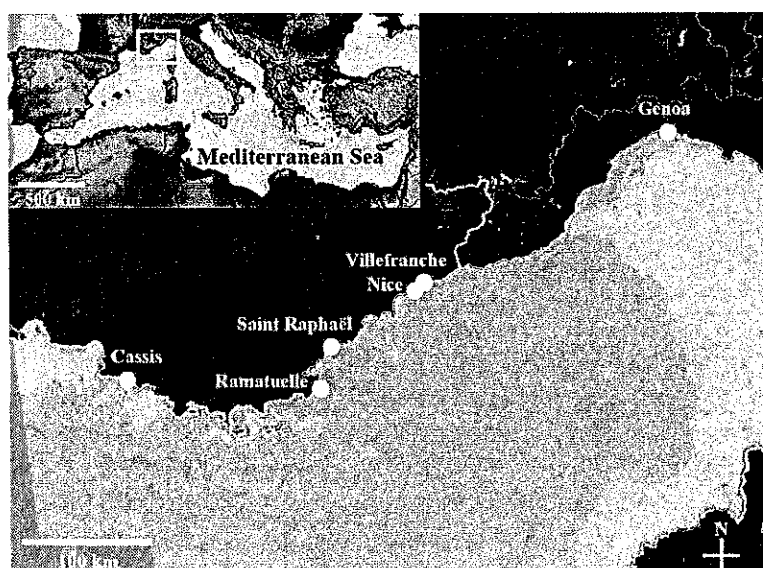 Mediterranean Sea
500 km
Genoa
Villefranche
Nice
Saint Raphaël
Cassis
Ramatuelle
100 km
N